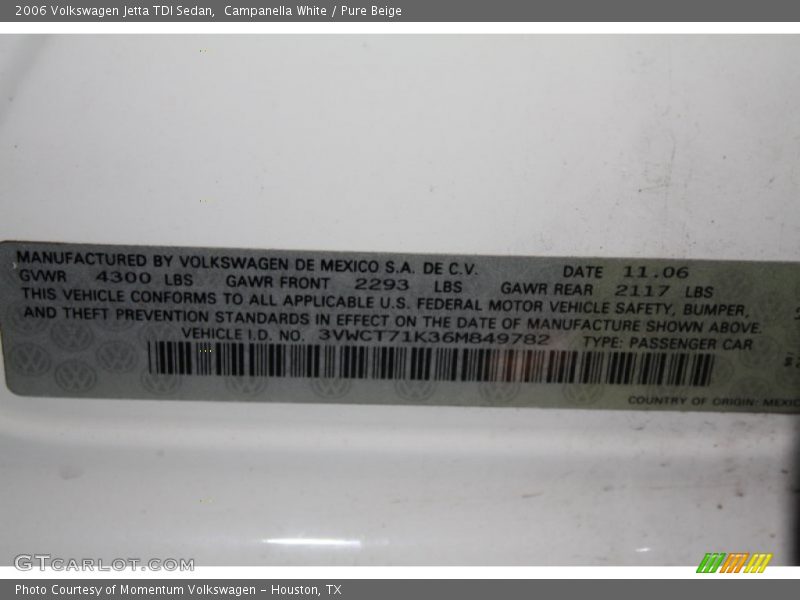 2006 Volkswagen Jetta TDI Sedan, Campanella White / Pure Beige
MANUFACTURED BY VOLKSWAGEN DE MEXICO S.A. DE C.V. DATE 11.06
GVWR 4300 LBS GAWR FRONT 2293 LBS GAWR REAR 2117 LBS
THIS VEHICLE CONFORMS TO ALL APPLICABLE U.S. FEDERAL MOTOR VEHICLE SAFETY, BUMPER,
AND THEFT PREVENTION STANDARDS IN EFFECT ON THE DATE OF MANUFACTURE SHOWN ABOVE.
VEHICLE I.D. NO. 3VWCT71K36M849782 TYPE: PASSENGER CAR
COUNTRY OF ORIGIN: MEXIC
GTCARLOT.COM
Photo Courtesy of Momentum Volkswagen - Houston, TX